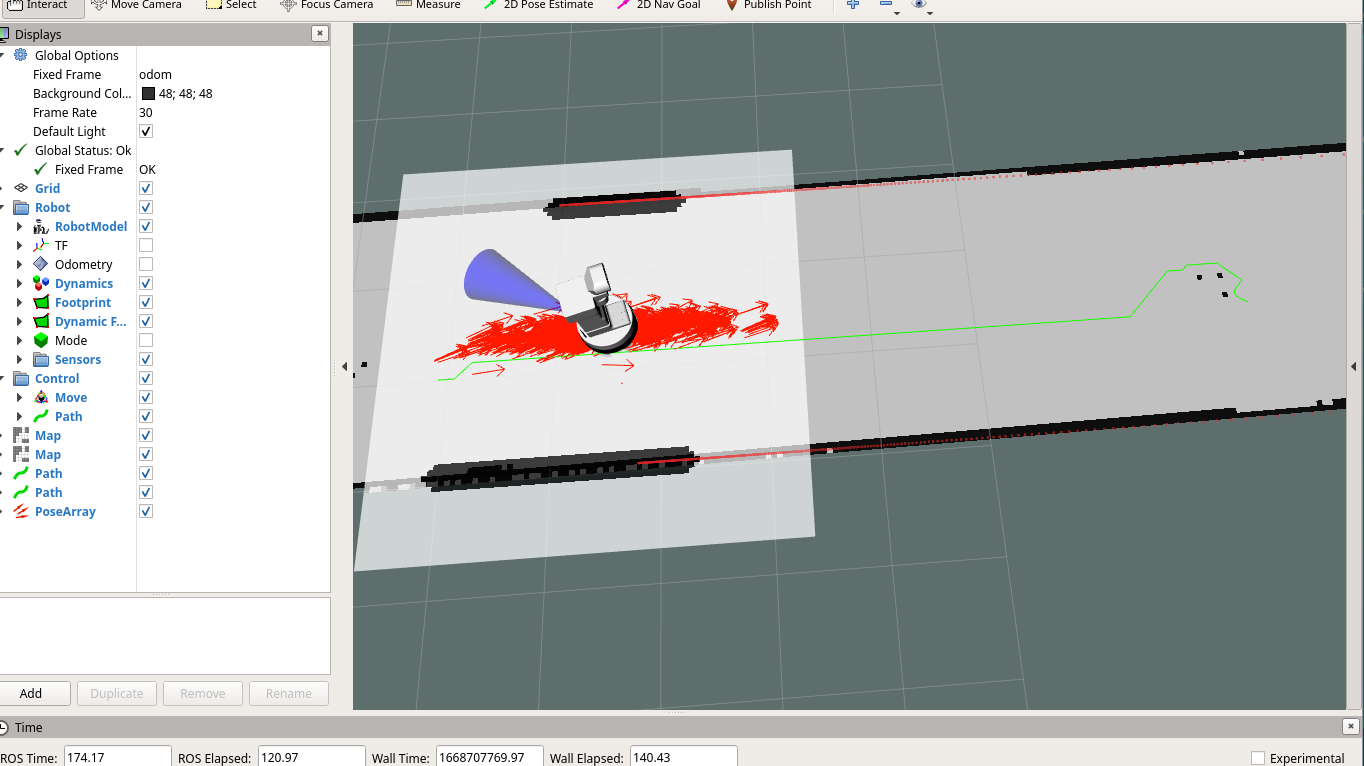 Interact Move Camera Select Focus Camera Measure 2D Pose Estimate 2D Nav Goal Publish Point
Displays
Global Options
Fixed Frame odom
Background Col... 48; 48; 48
Frame Rate 30
Default Light
Global Status: Ok
Fixed Frame OK
Grid
Robot
RobotModel
TF
Odometry
Dynamics
Footprint
Dynamic F...
Mode
Sensors
Control
Move
Path
Map
Map
Path
Path
PoseArray
Add Duplicate Remove Rename
Time
ROS Time: 174.17 ROS Elapsed: 120.97 Wall Time: 1668707769.97 Wall Elapsed: 140.43 Experimental